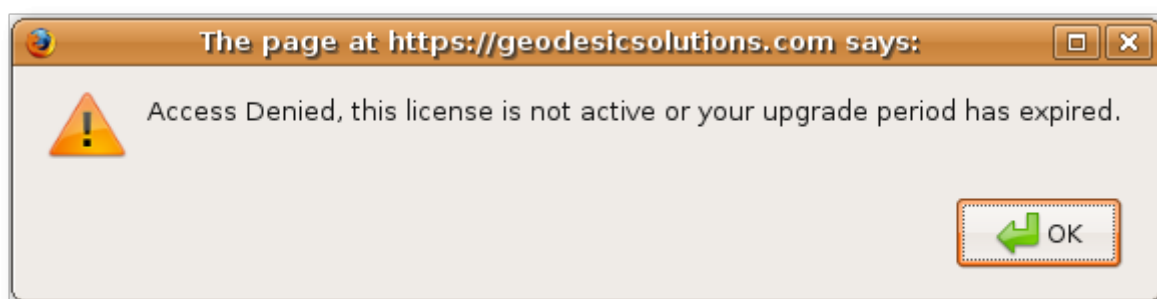 The page at https://geodesicsolutions.com says:
Access Denied, this license is not active or your upgrade period has expired.
OK